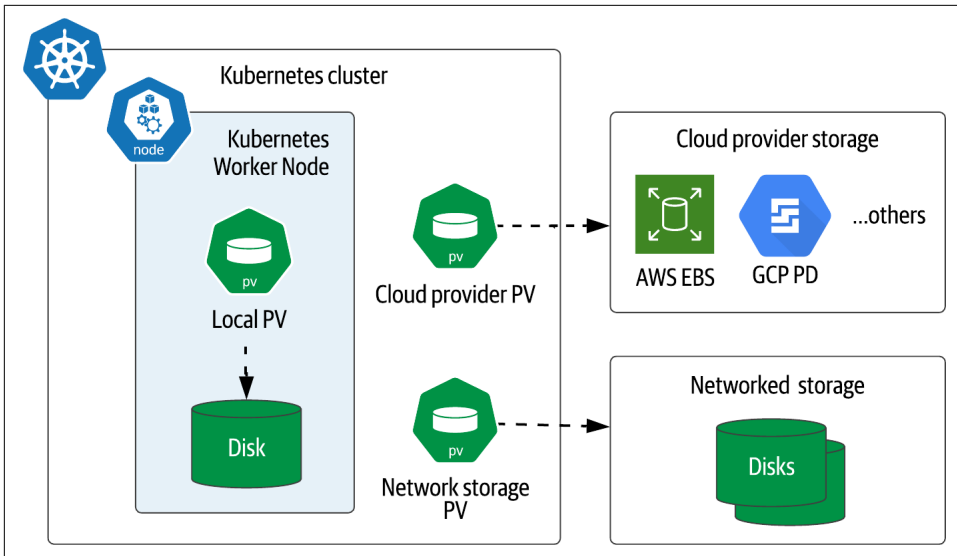 Kubernetes cluster
node
Kubernetes
Worker Node
pv
Local PV
Disk
pv
Cloud provider PV
pv
Network storage
PV
Cloud provider storage
AWS EBS
GCP PD
...others
Networked storage
Disks